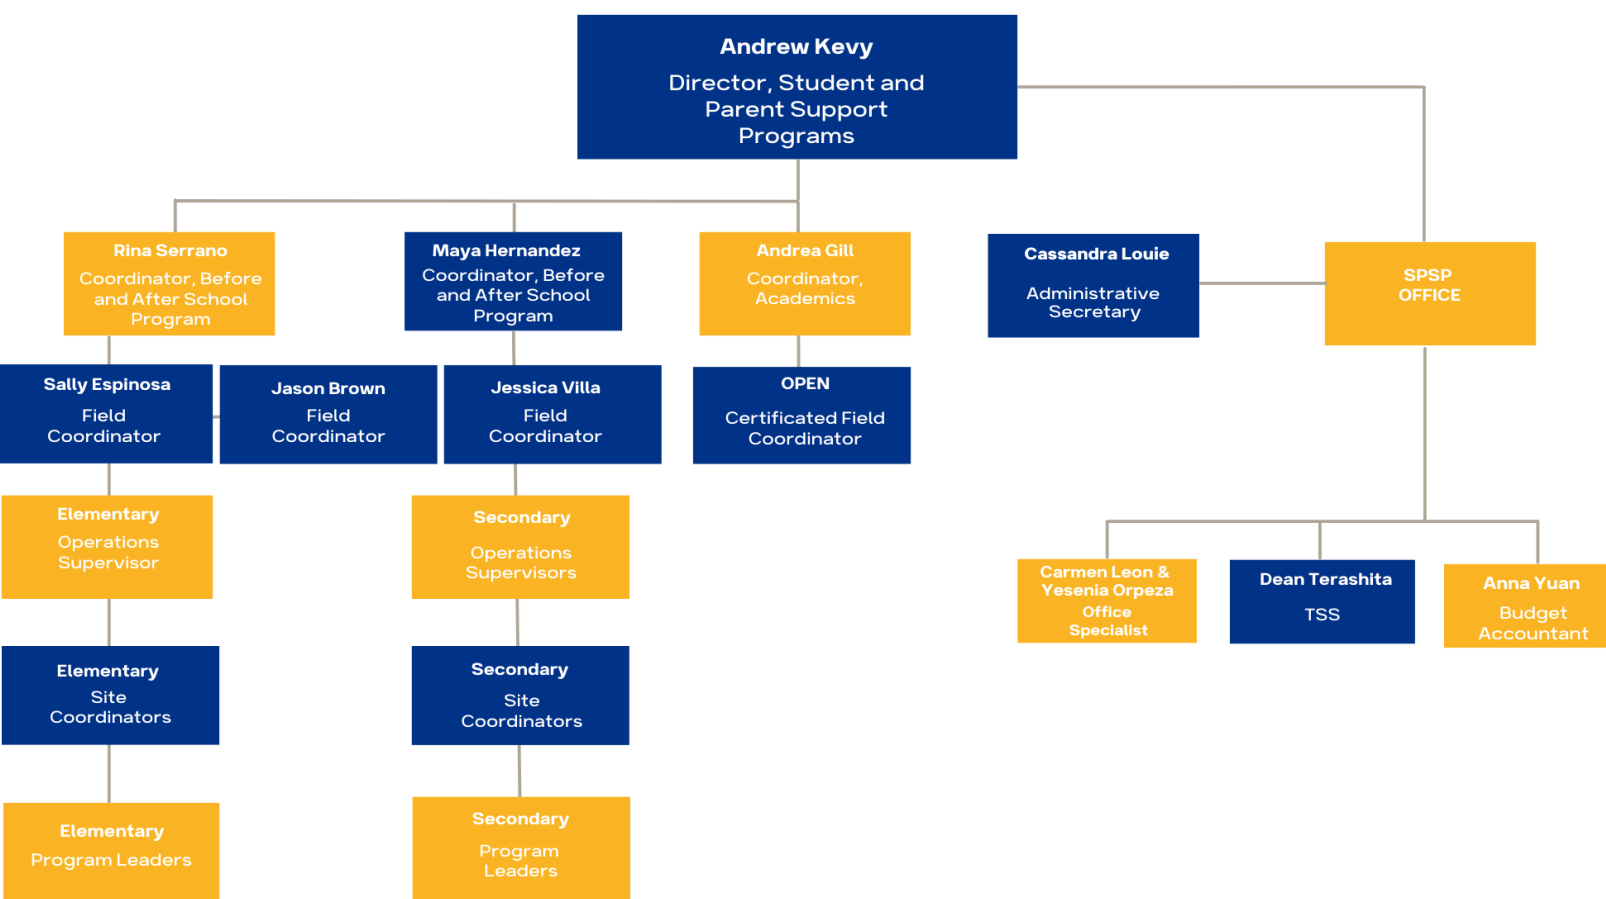 Andrew Kevy
Director, Student and
Parent Support
Programs
Rina Serrano
Coordinator, Before
and After School
Program
Maya Hernandez
Coordinator, Before
and After School
Program
Andrea Gill
Coordinator,
Academics
Cassandra Louie
Administrative
Secretary
SPSP
OFFICE
Sally Espinosa
Field
Coordinator
Jason Brown
Field
Coordinator
Jessica Villa
Field
Coordinator
OPEN
Certificated Field
Coordinator
Elementary
Operations
Supervisor
Secondary
Operations
Supervisors
Carmen Leon &
Yesenia Orpeza
Office
Specialist
Dean Terashita
TSS
Anna Yuan
Budget
Accountant
Elementary
Site
Coordinators
Secondary
Site
Coordinators
Elementary
Program Leaders
Secondary
Program
Leaders